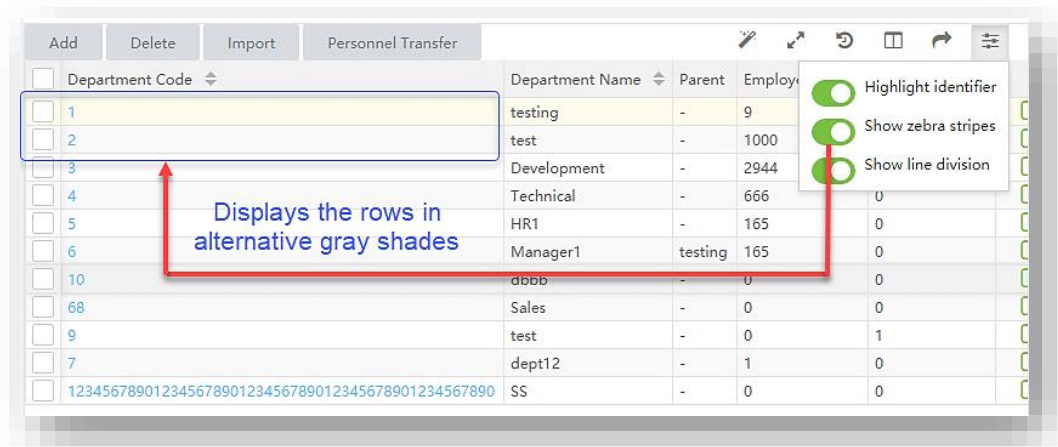 Add Delete Import Personnel Transfer
Department Code Department Name Parent Employe
Highlight identifier
Show zebra stripes
Show line division
1 testing - 9
2 test - 1000
3 Development - 2944
4 Technical - 666 0
5 HR1 - 165 0
6 Manager1 testing 165 0
10 dbbb - 0 0
68 Sales - 0 0
9 test - 0 1
7 dept12 - 1 0
12345678901234567890123456789012345678901234567890 SS - 0 0
Displays the rows in
alternative gray shades